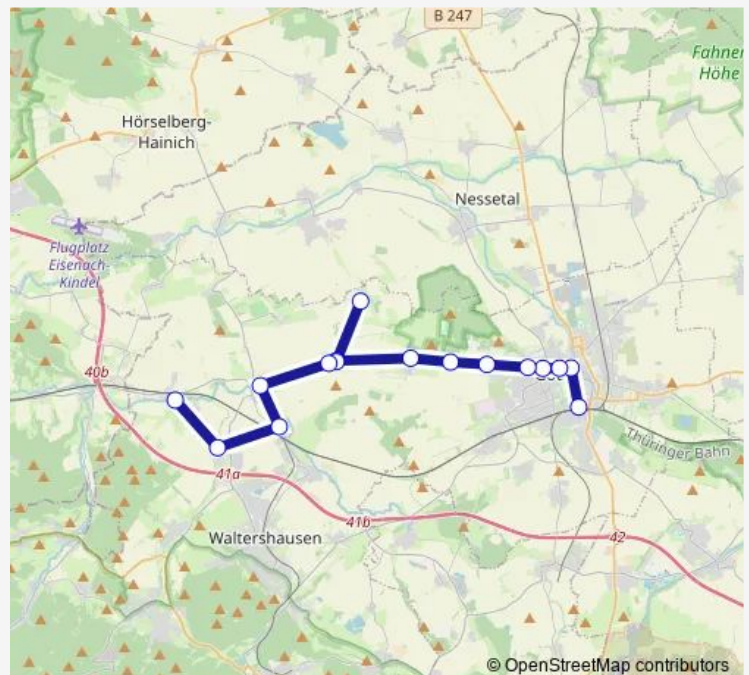 B 247
Fahner
Höhe
Hörselberg-
Hainich
Nessetal
Flugplatz
Eisenach-
Kindel
40b
Thüringer Bahn
41a
41b
42
Waltershausen
© OpenStreetMap contributors